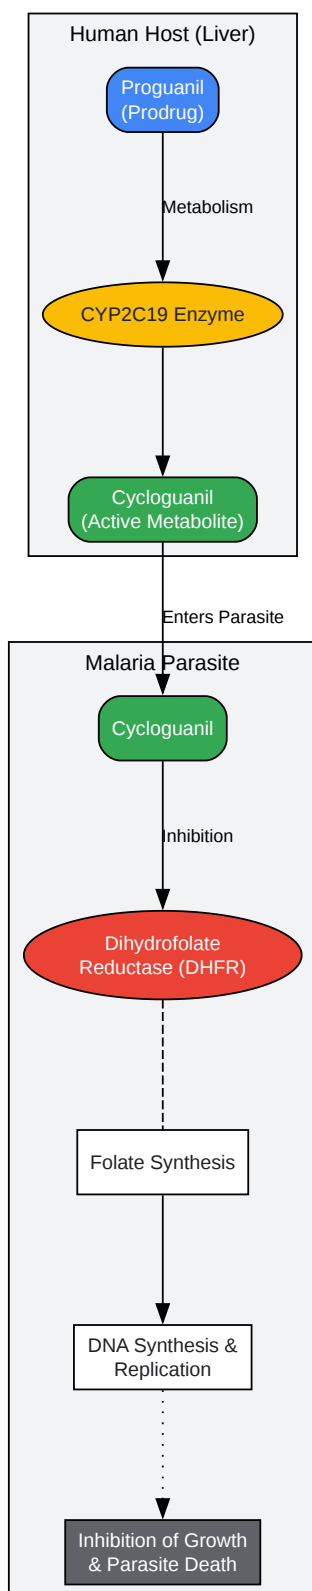 Human Host (Liver)
Proguanil
(Prodrug)
Metabolism
CYP2C19 Enzyme
Cycloguanil
(Active Metabolite)
Enters Parasite
Malaria Parasite
Cycloguanil
Inhibition
Dihydrofolate
Reductase (DHFR)
Folate Synthesis
DNA Synthesis &
Replication
Inhibition of Growth
& Parasite Death